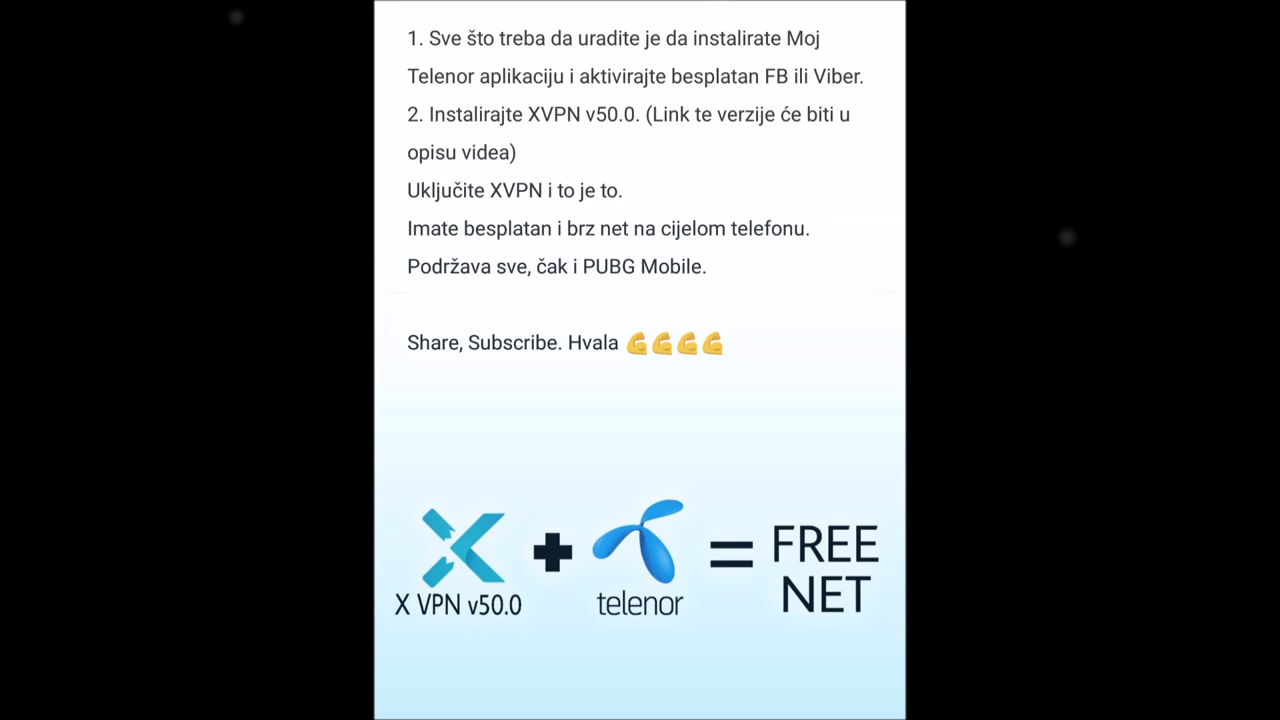 1. Sve što treba da uradite je da instalirate Moj
Telenor aplikaciju i aktivirajte besplatan FB ili Viber.
2. Instalirajte XVPN v50.0. (Link te verzije će biti u
opisu videa)
Uključite XVPN i to je to.
Imate besplatan i brz net na cijelom telefonu.
Podržava sve, čak i PUBG Mobile.
Share, Subscribe. Hvala 💪💪💪💪
X VPN v50.0
telenor
FREE
NET